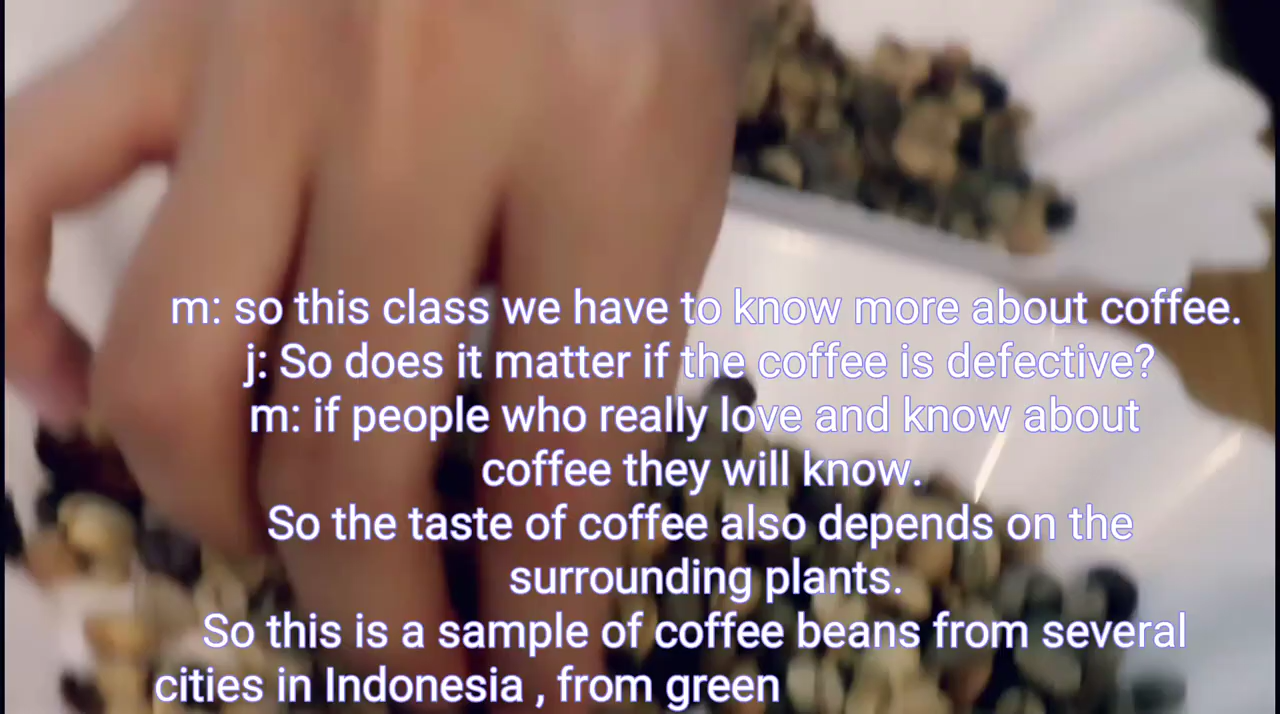 m: so this class we have to know more about coffee.
j: So does it matter if the coffee is defective?
m: if people who really love and know about
coffee they will know.
So the taste of coffee also depends on the
surrounding plants.
So this is a sample of coffee beans from several
cities in Indonesia , from green